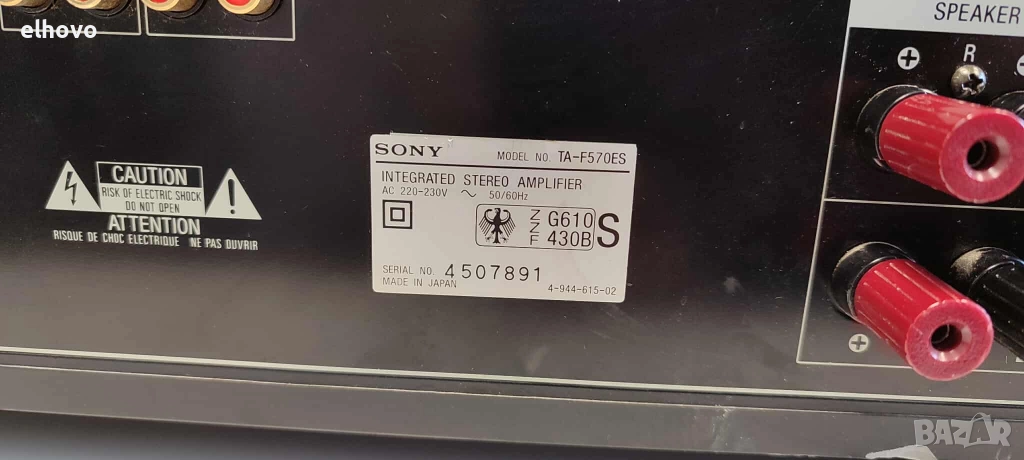 elhovo
SPEAKER
R
SONY MODEL NO. TA-F570ES
INTEGRATED STEREO AMPLIFIER
AC 220-230V ~ 50/60Hz
ZZF G610 430B S
SERIAL NO. 4507891
MADE IN JAPAN 4-944-615-02
CAUTION
RISK OF ELECTRIC SHOCK
DO NOT OPEN
ATTENTION
RISQUE DE CHOC ELECTRIQUE NE PAS OUVRIR
BAZAR